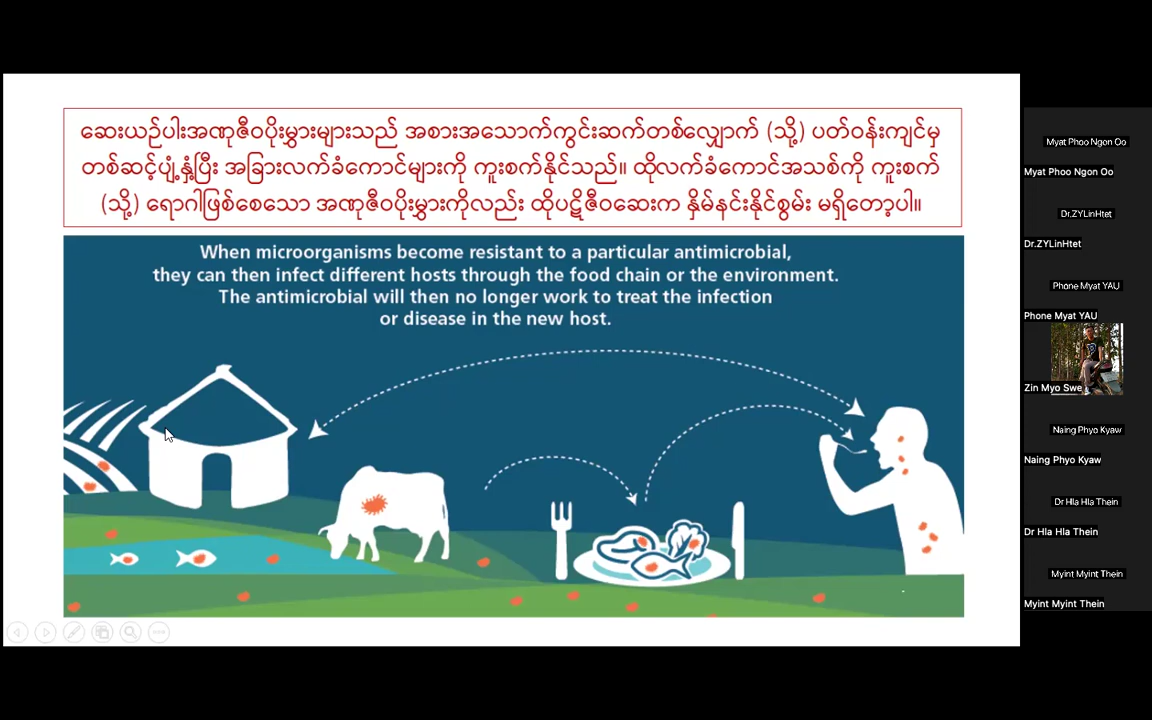 ဆေးယဉ်ပါးအဏုဇီဝပိုးမွှားများသည် အစားအသောက်ကွင်းဆက်တစ်လျှောက် (သို့) ပတ်ဝန်းကျင်မှ
တစ်ဆင့်ပျံ့နှံ့ပြီး အခြားလက်ခံကောင်များကို ကူးစက်နိုင်သည်။ ထိုလက်ခံကောင်အသစ်ကို ကူးစက်
(သို့) ရောဂါဖြစ်စေသော အဏုဇီဝပိုးမွှားကိုလည်း ထိုပဋိဇီဝဆေးက နှိမ်နင်းနိုင်စွမ်း မရှိတော့ပါ။
When microorganisms become resistant to a particular antimicrobial,
they can then infect different hosts through the food chain or the environment.
The antimicrobial will then no longer work to treat the infection
or disease in the new host.
Myat Phoo Ngon Oo
Myat Phoo Ngon Oo
Dr.ZYLinHtet
Dr.ZYLinHtet
Phone Myat YAU
Phone Myat YAU
Zin Myo Swe
Naing Phyo Kyaw
Naing Phyo Kyaw
Dr Hla Hla Thein
Dr Hla Hla Thein
Myint Myint Thein
Myint Myint Thein